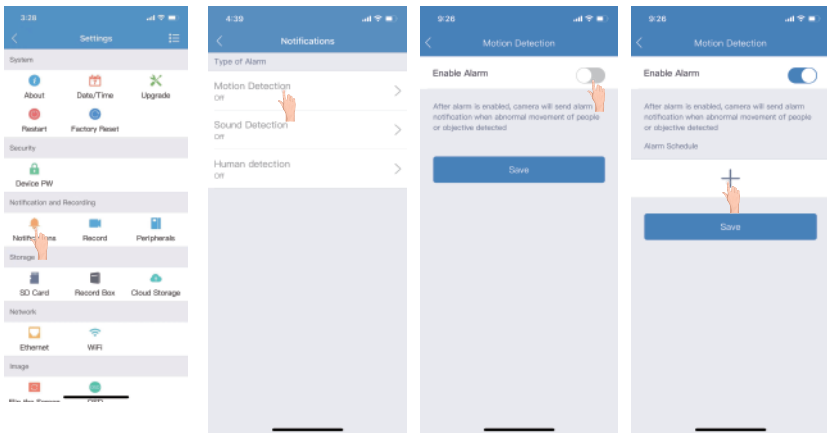 3:28
Settings
System
About
Date/Time
Upgrade
Restart
Factory Reset
Security
Device PW
Notification and Recording
Notifications
Record
Peripherals
Storage
SD Card
Record Box
Cloud Storage
Network
Ethernet
WiFi
Image
4:39
Notifications
Type of Alarm
Motion Detection
Off
Sound Detection
Off
Human detection
Off
9:26
Motion Detection
Enable Alarm
After alarm is enabled, camera will send alarm
notification when abnormal movement of people
or objective detected
Save
9:26
Motion Detection
Enable Alarm
After alarm is enabled, camera will send alarm
notification when abnormal movement of people
or objective detected
Alarm Schedule
Save